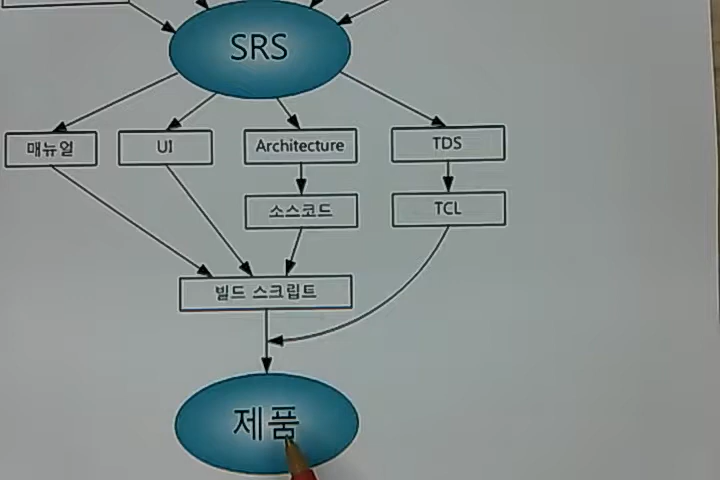 SRS
매뉴얼
UI
Architecture
TDS
소스코드
TCL
빌드 스크립트
제품